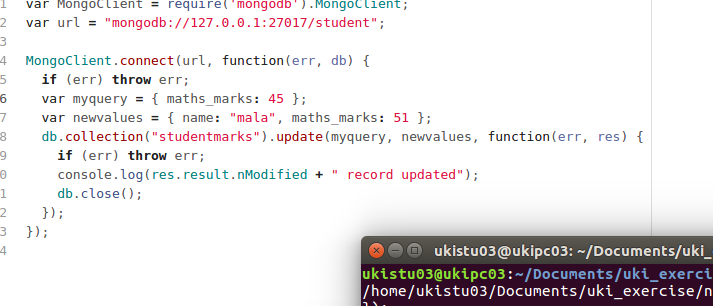 1 var MongoClient = require('mongodb').MongoClient;
2 var url = "mongodb://127.0.0.1:27017/student";
3
4 MongoClient.connect(url, function(err, db) {
5 if (err) throw err;
6 var myquery = { maths_marks: 45 };
7 var newvalues = { name: "mala", maths_marks: 51 };
8 db.collection("studentmarks").update(myquery, newvalues, function(err, res) {
9 if (err) throw err;
0 console.log(res.result.nModified + " record updated");
1 db.close();
2 });
3 });
4
ukistu03@ukipc03: ~/Documents/uki_
ukistu03@ukipc03:~/Documents/uki_exerci
/home/ukistu03/Documents/uki_exercise/n
});